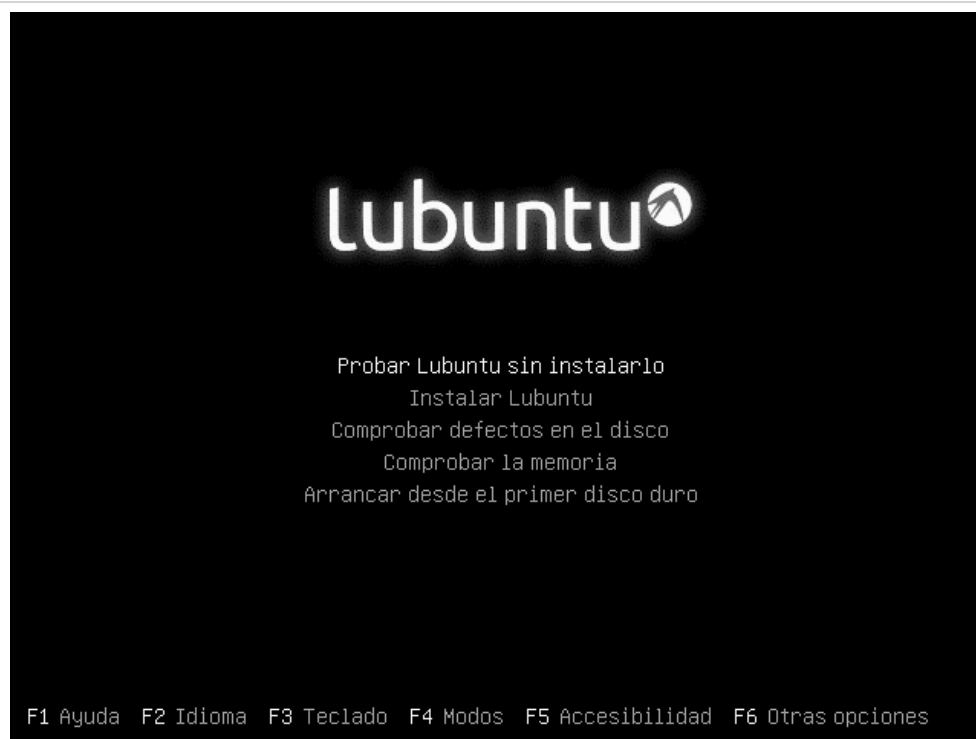 lubuntu
Probar Lubuntu sin instalarlo
Instalar Lubuntu
Comprobar defectos en el disco
Comprobar la memoria
Arrancar desde el primer disco duro
F1 Ayuda F2 Idioma F3 Teclado F4 Modos F5 Accesibilidad F6 Otras opciones